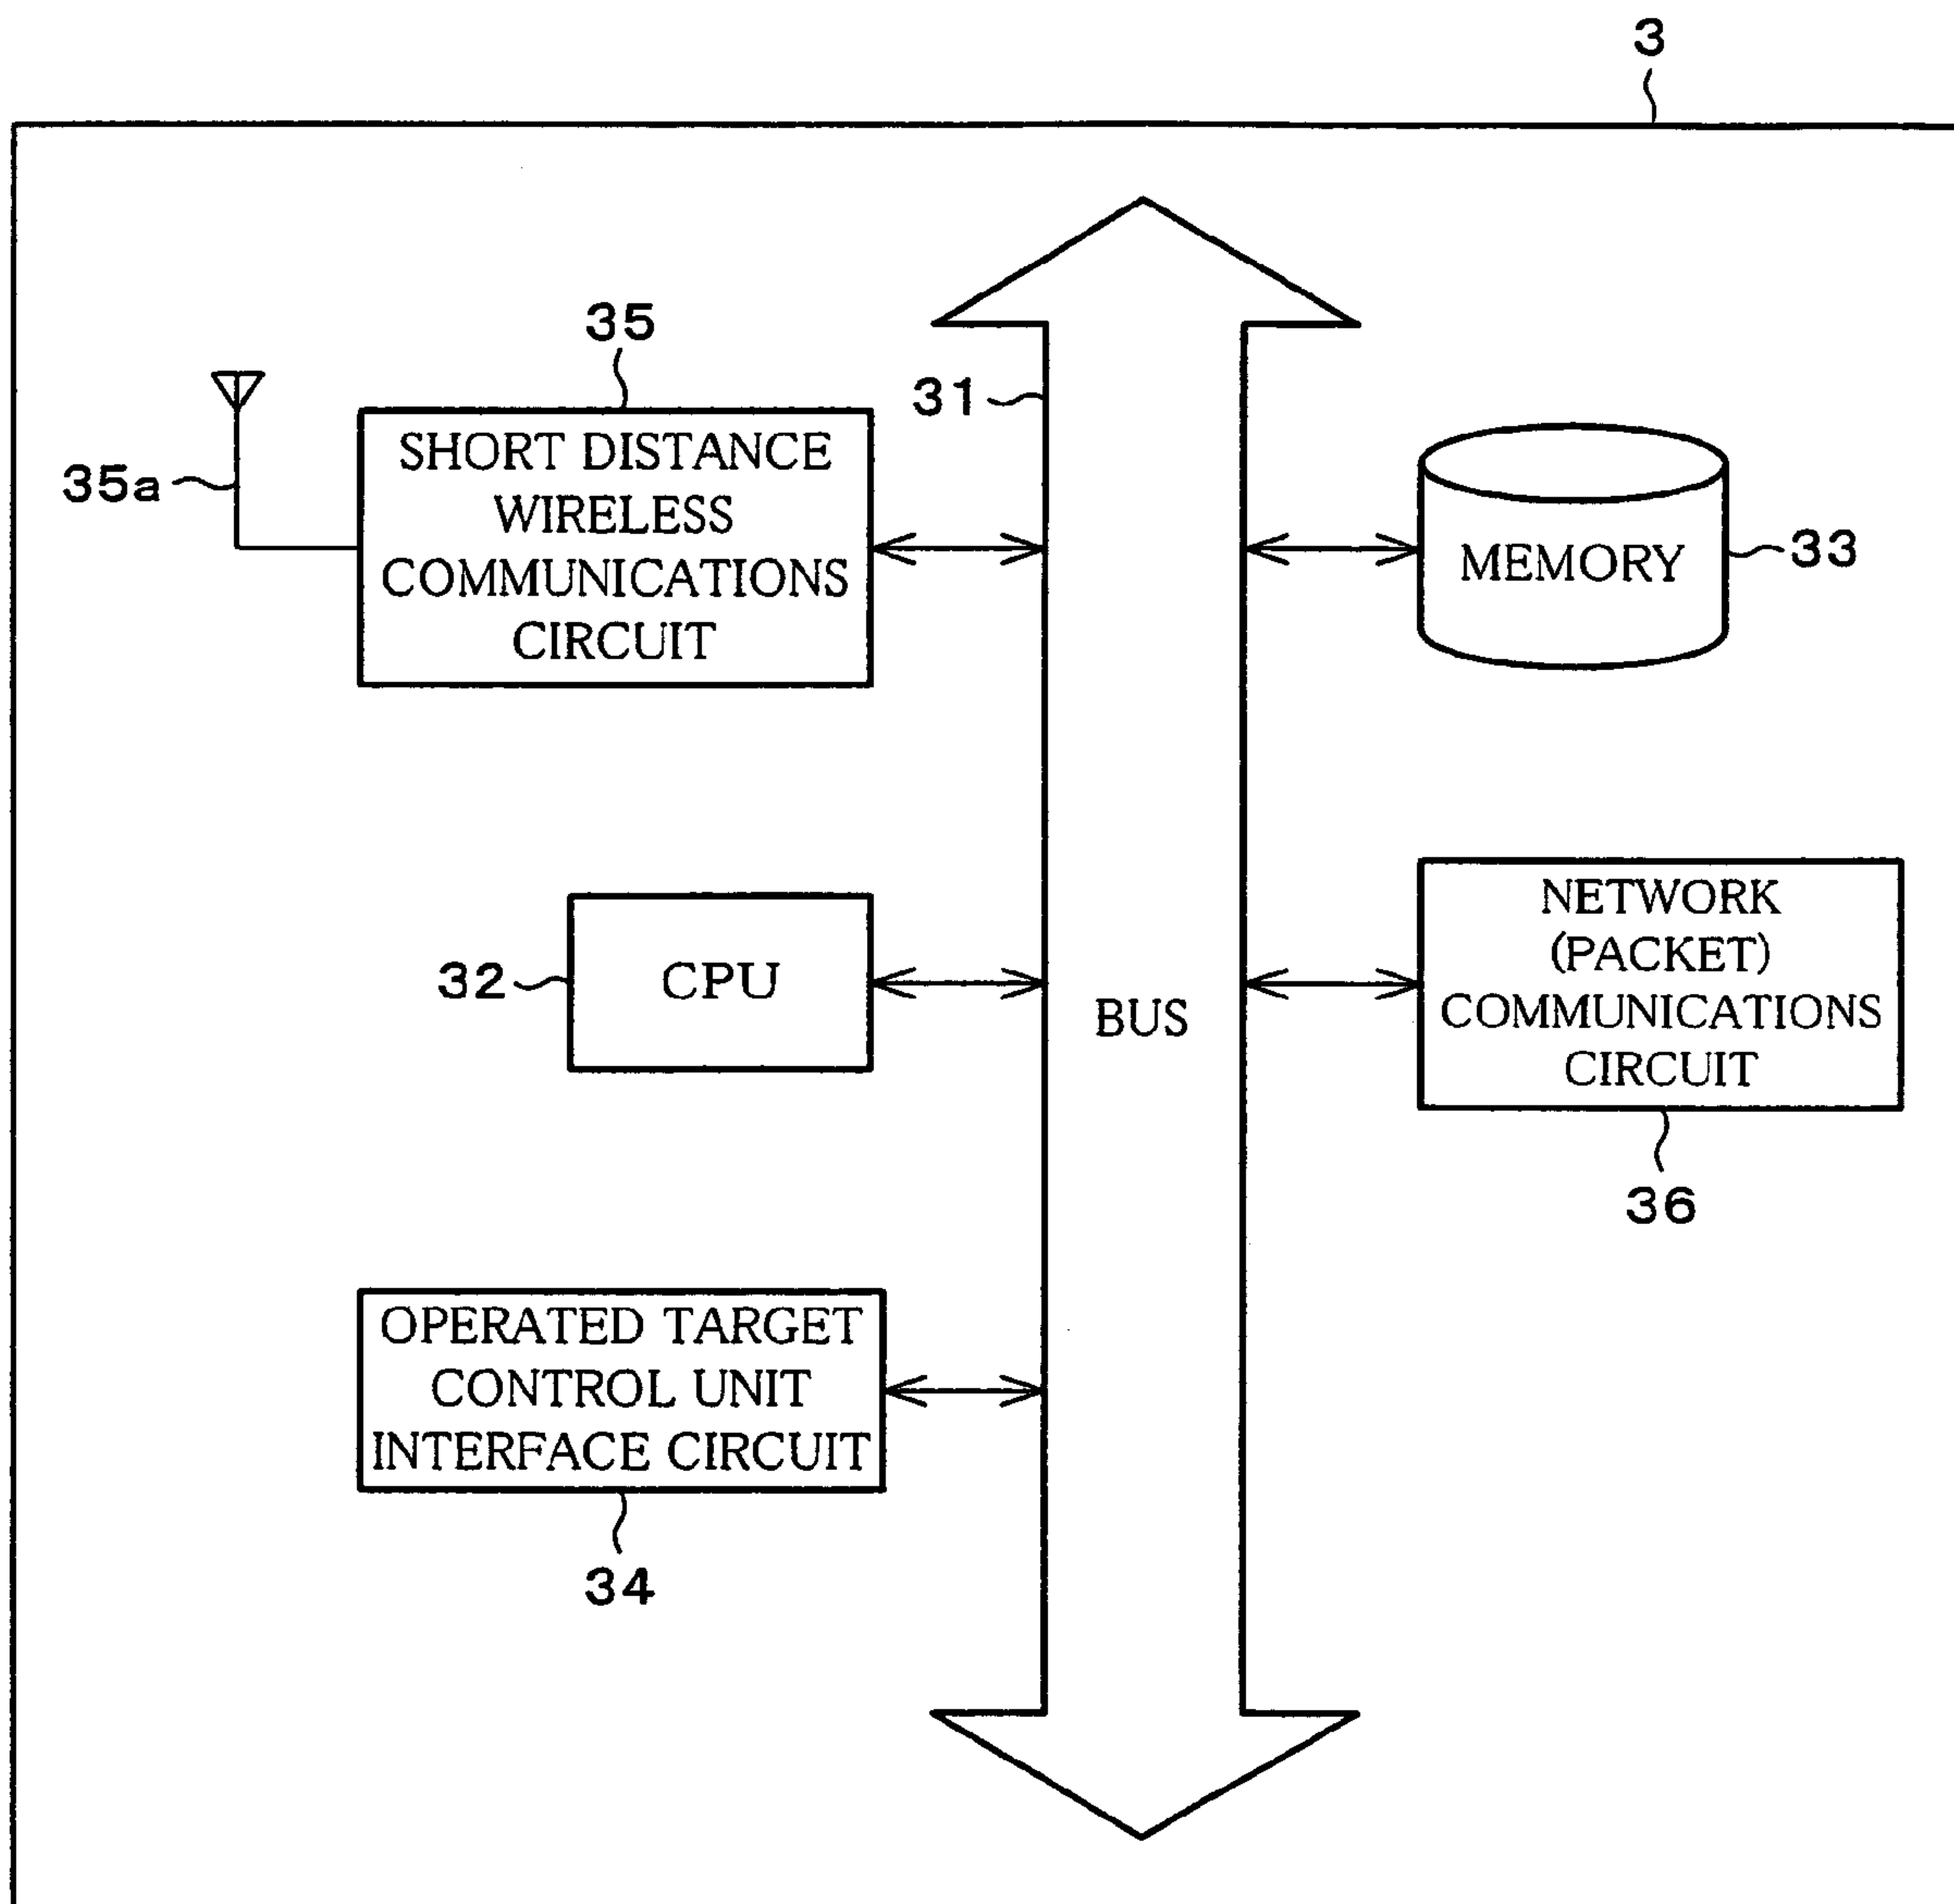 3
35
31
35a
SHORT DISTANCE
WIRELESS
COMMUNICATIONS
CIRCUIT
MEMORY
33
32
CPU
BUS
NETWORK
(PACKET)
COMMUNICATIONS
CIRCUIT
36
OPERATED TARGET
CONTROL UNIT
INTERFACE CIRCUIT
34